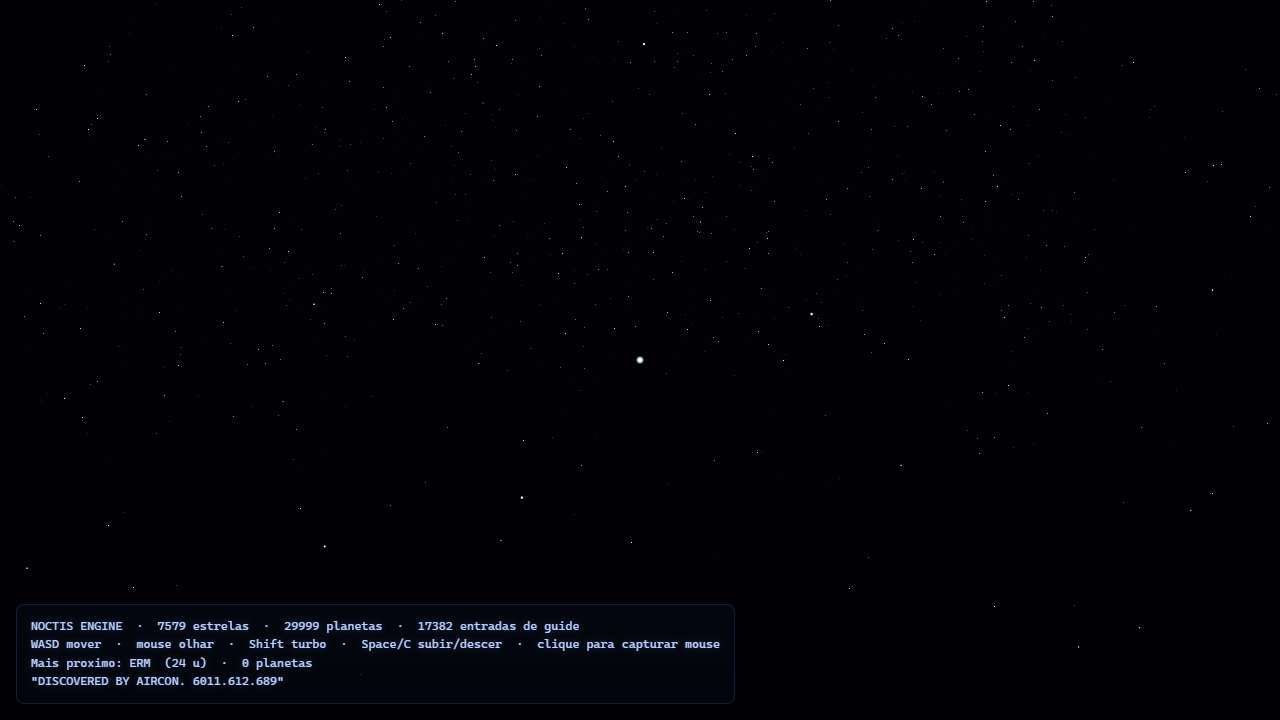 NOCTIS ENGINE · 7579 estrelas · 29999 planetas · 17382 entradas de guide
WASD mover · mouse olhar · Shift turbo · Space/C subir/descer · clique para capturar mouse
Mais proximo: ERM (24 u) · 0 planetas
"DISCOVERED BY AIRCON. 6011.612.689"